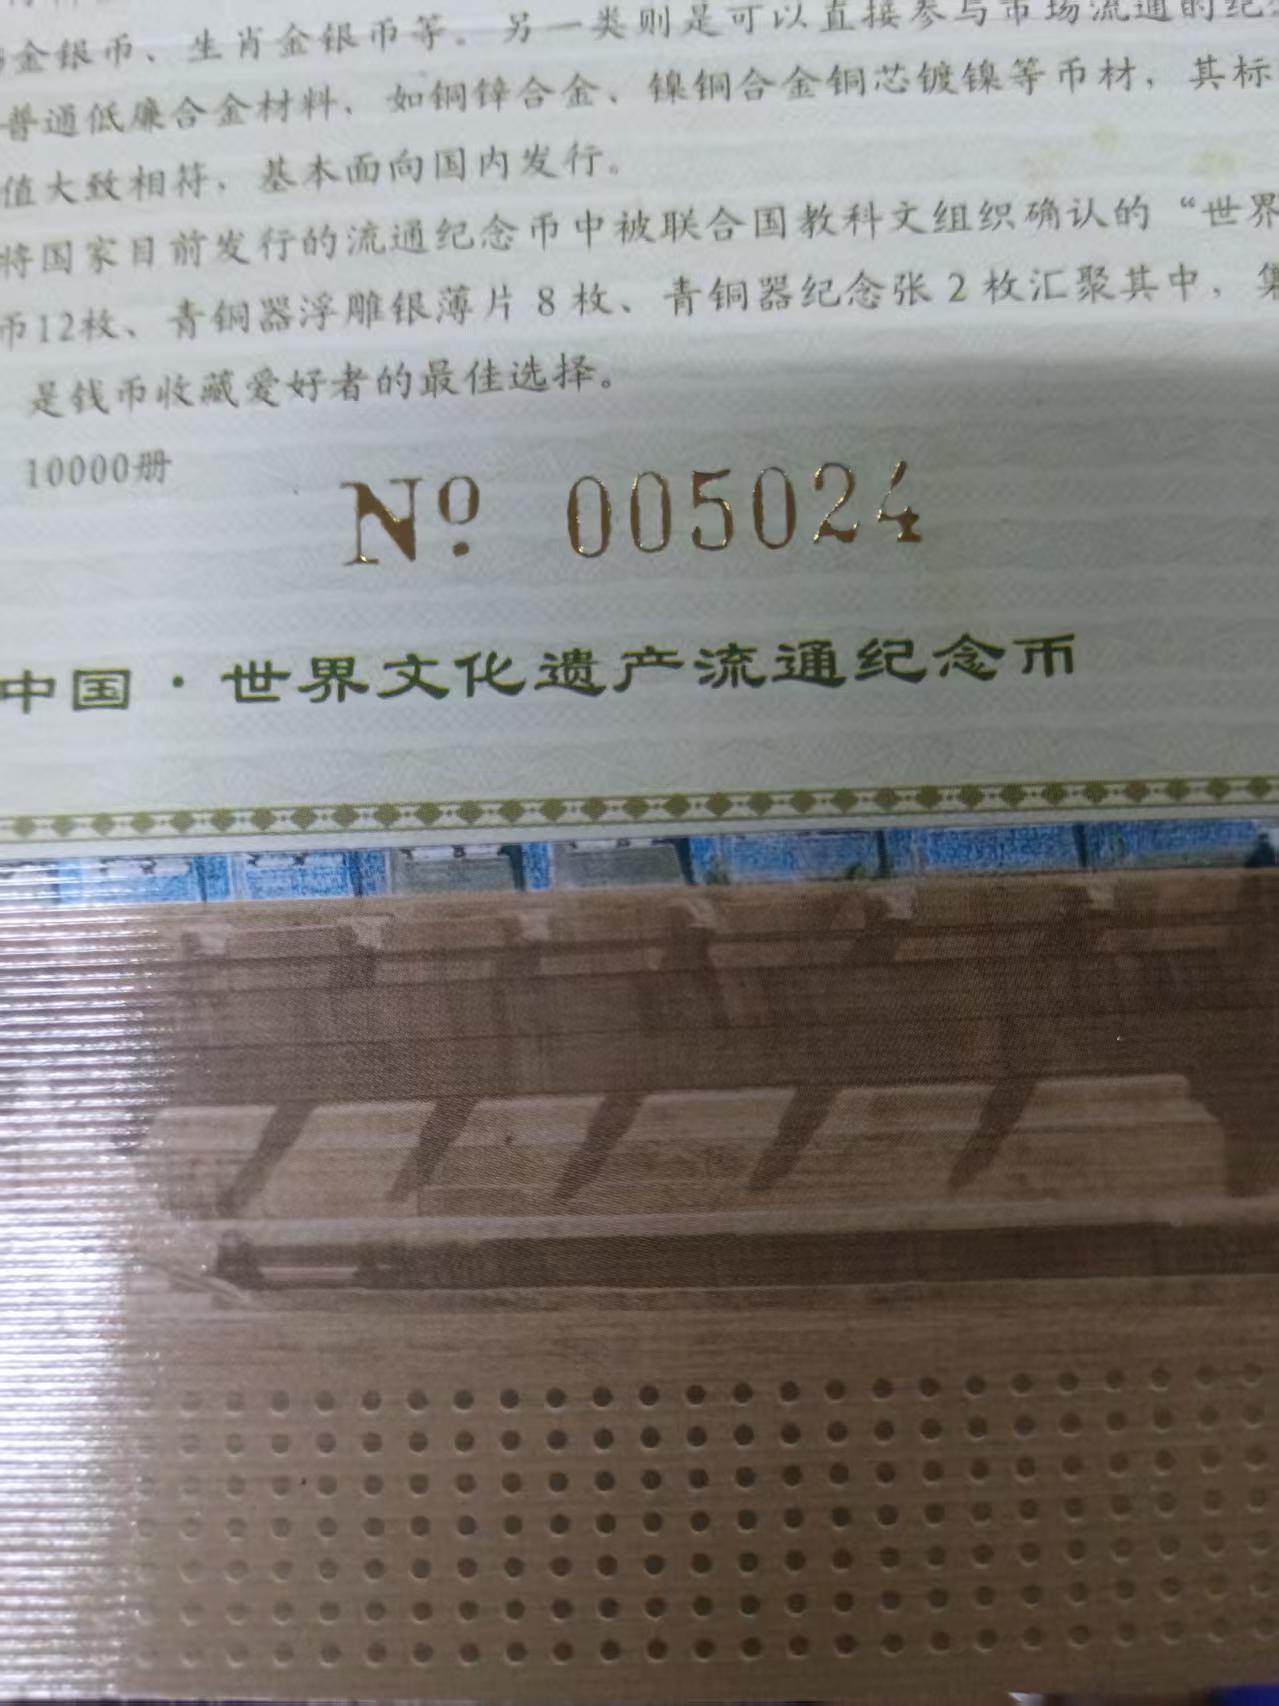 金银币、生肖金银币等。另一类则是可以直接参与市场流通的纪
普通低廉合金材料，如铜锌合金、镍铜合金铜芯镀镍等币材，其标
值大致相符，基本面向国内发行。
将国家目前发行的流通纪念币中被联合国教科文组织确认的“世界
币12枚、青铜器浮雕银薄片8枚、青铜器纪念张2枚汇聚其中，集
是钱币收藏爱好者的最佳选择。
10000册
Nº 005024
中国·世界文化遗产流通纪念币